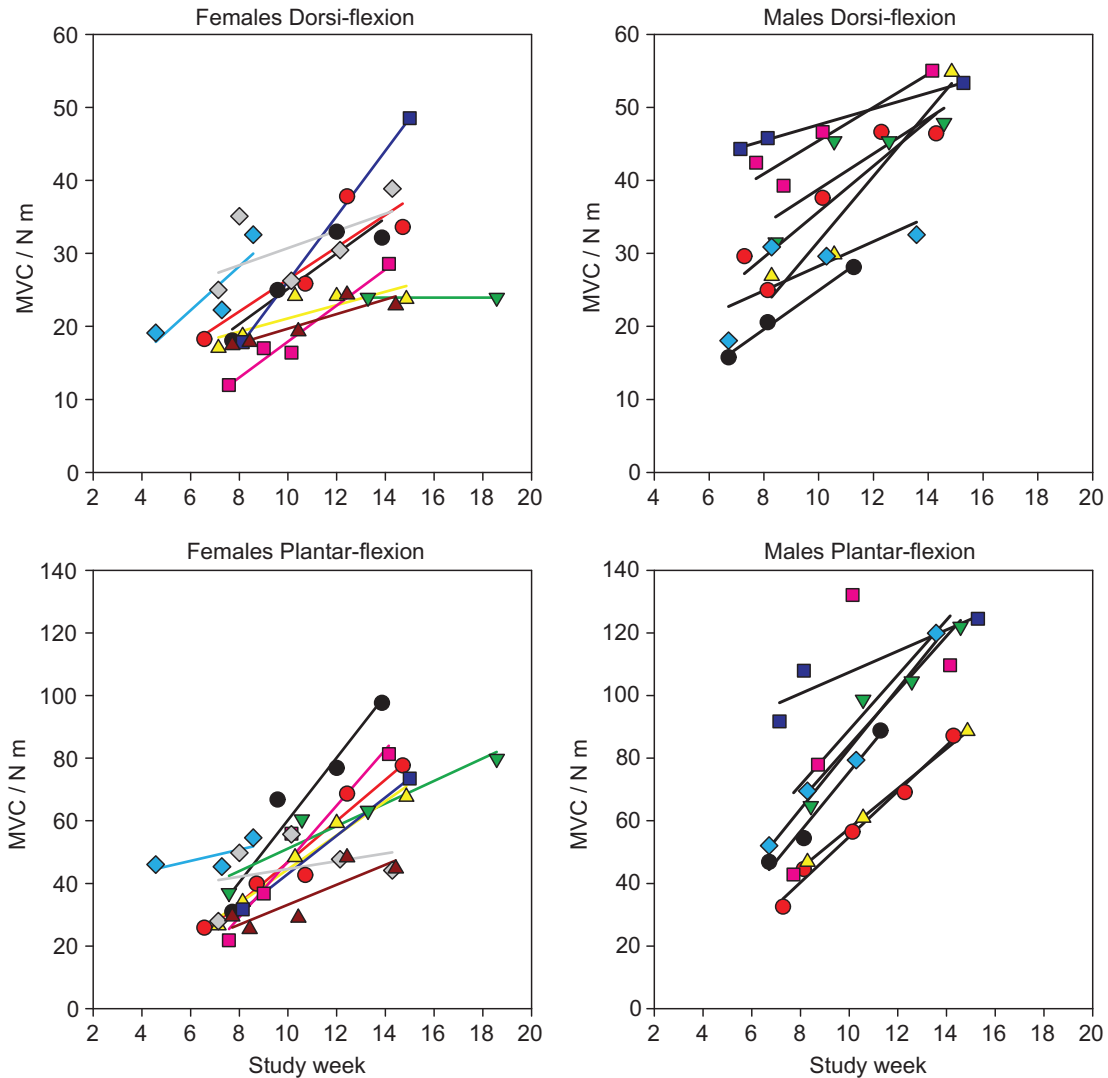 Females Dorsi-flexion
MVC / N m
60
50
40
30
20
10
0
2 4 6 8 10 12 14 16 18 20
Males Dorsi-flexion
MVC / N m
60
50
40
30
20
10
0
4 6 8 10 12 14 16 18 20
Females Plantar-flexion
MVC / N m
140
120
100
80
60
40
20
0
2 4 6 8 10 12 14 16 18 20
Study week
Males Plantar-flexion
MVC / N m
140
120
100
80
60
40
20
0
2 4 6 8 10 12 14 16 18 20
Study week